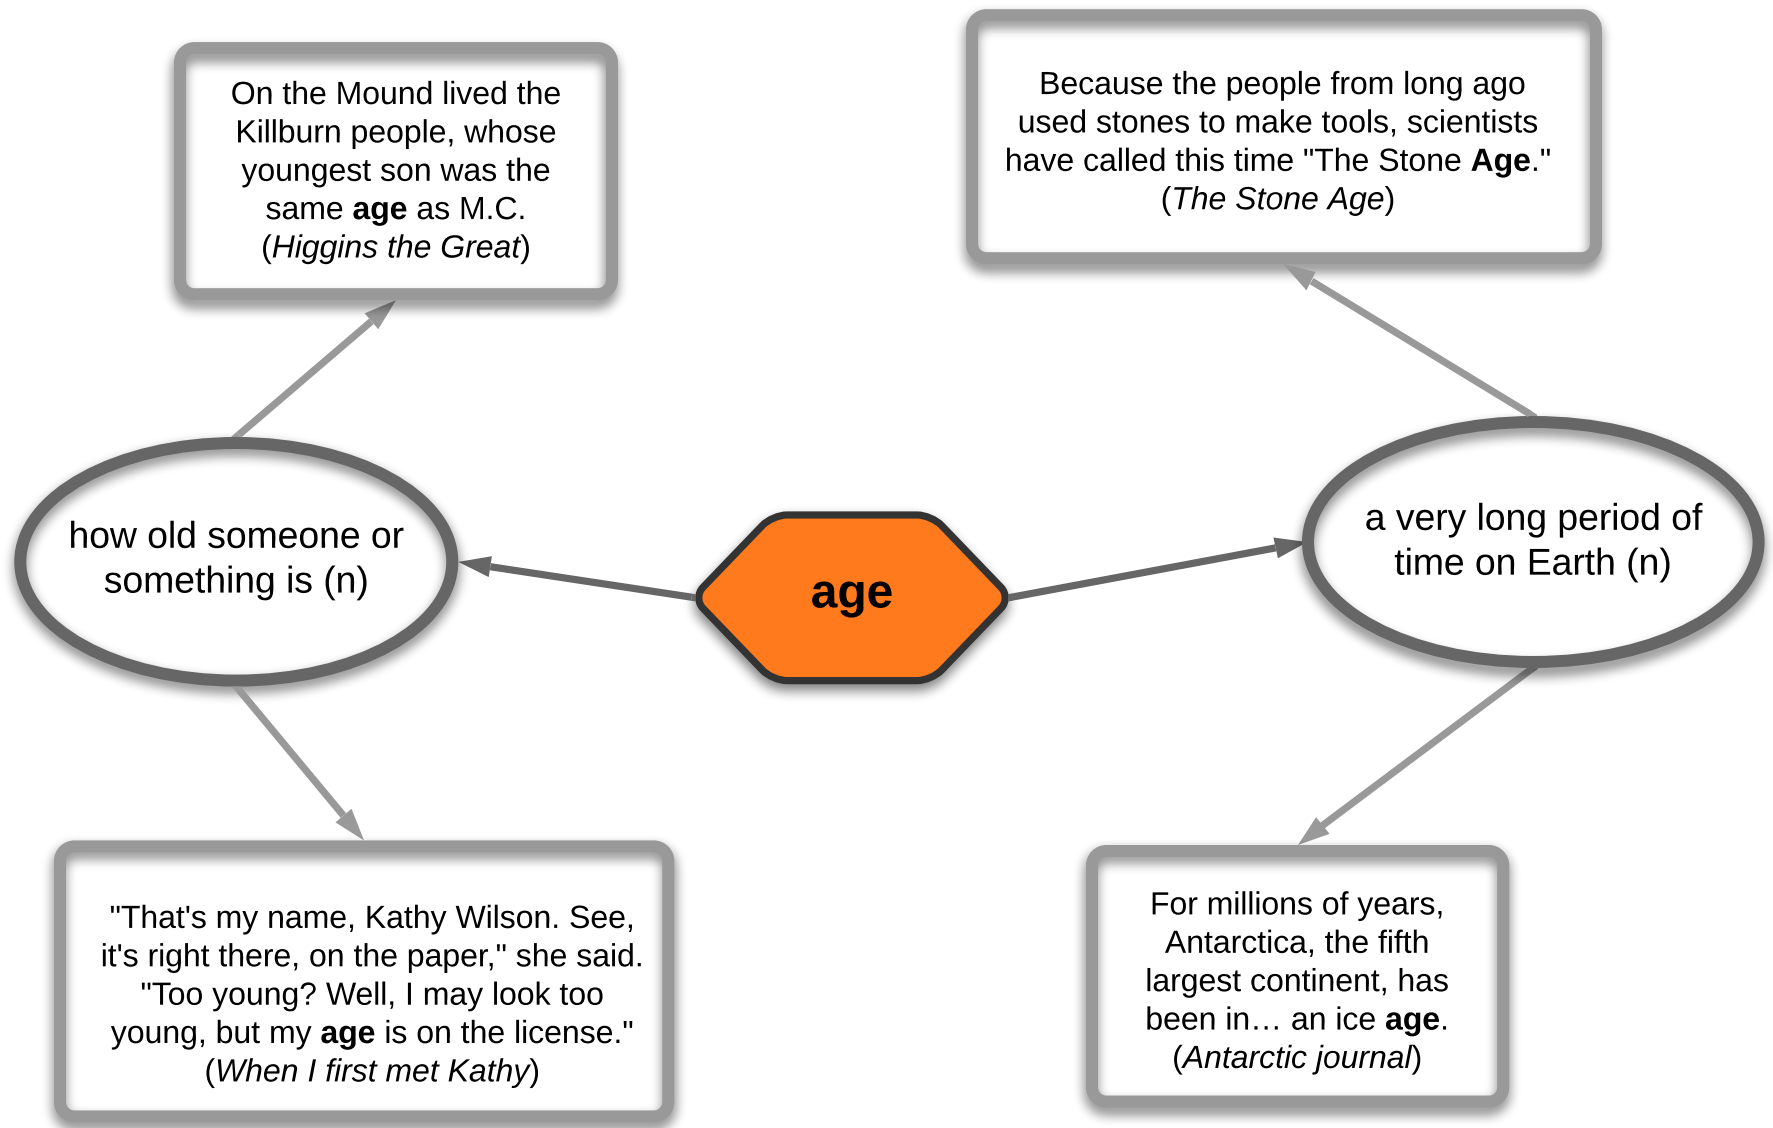 On the Mound lived the
Killburn people, whose
youngest son was the
same age as M.C.
(Higgins the Great)
Because the people from long ago
used stones to make tools, scientists
have called this time "The Stone Age."
(The Stone Age)
how old someone or
something is (n)
age
a very long period of
time on Earth (n)
"That's my name, Kathy Wilson. See,
it's right there, on the paper," she said.
"Too young? Well, I may look too
young, but my age is on the license."
(When I first met Kathy)
For millions of years,
Antarctica, the fifth
largest continent, has
been in… an ice age.
(Antarctic journal)